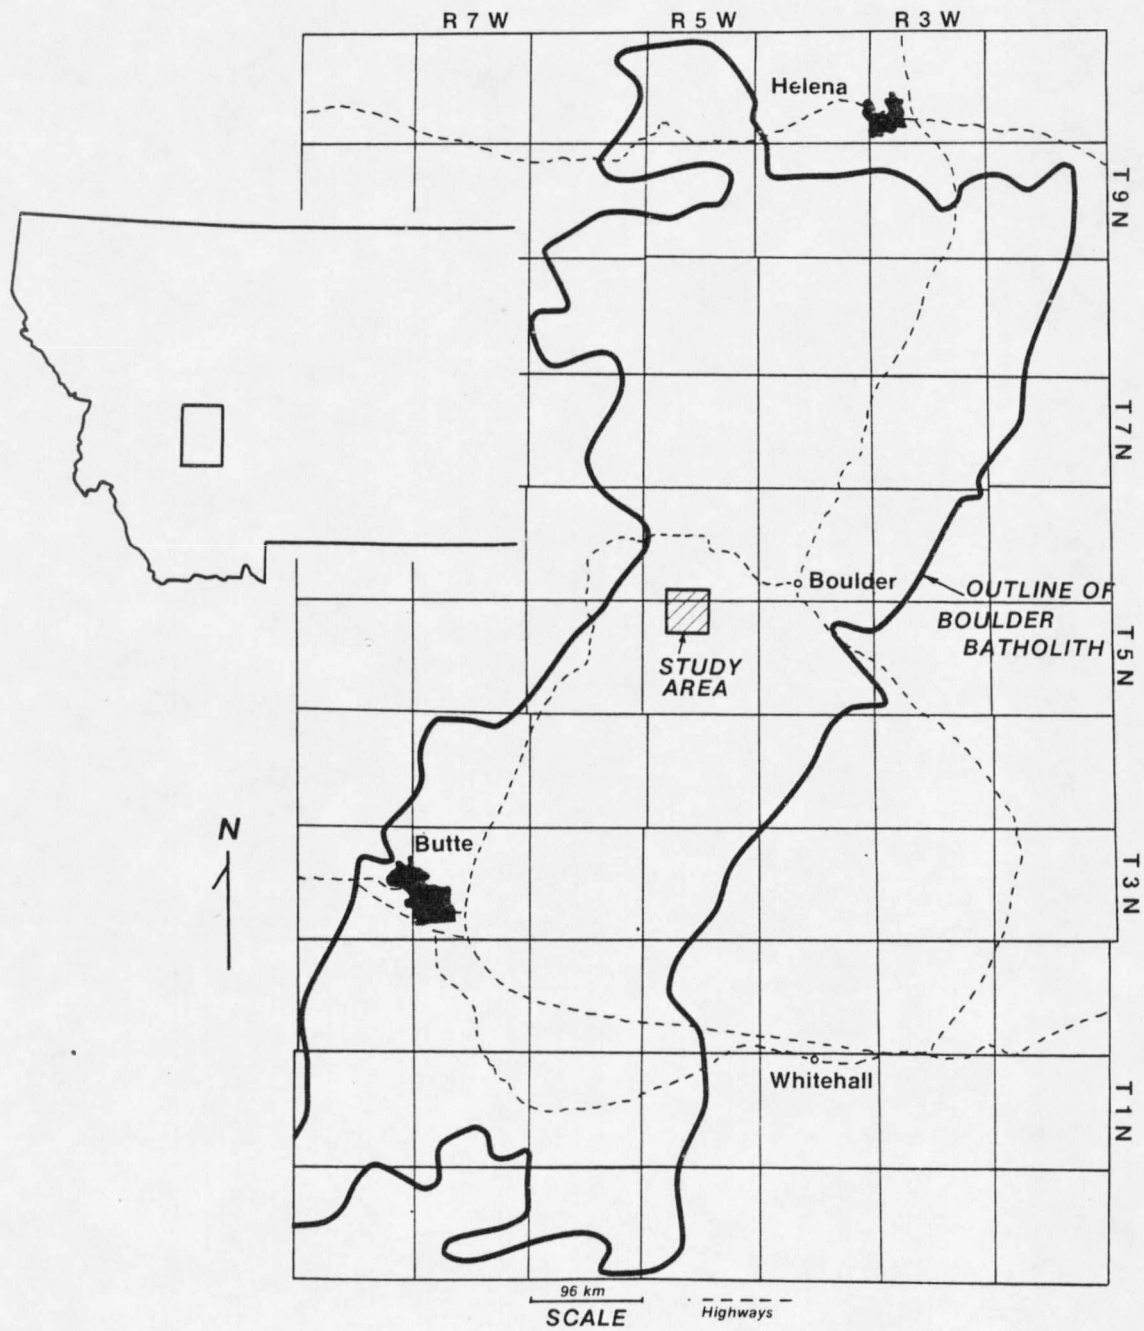 R 7 W
R 5 W
R 3 W
Helena
T 9 N
T 7 N
Boulder
OUTLINE OF
BOULDER
BATHOLITH
STUDY
AREA
T 5 N
N
Butte
T 3 N
Whitehall
T 1 N
96 km
SCALE
Highways